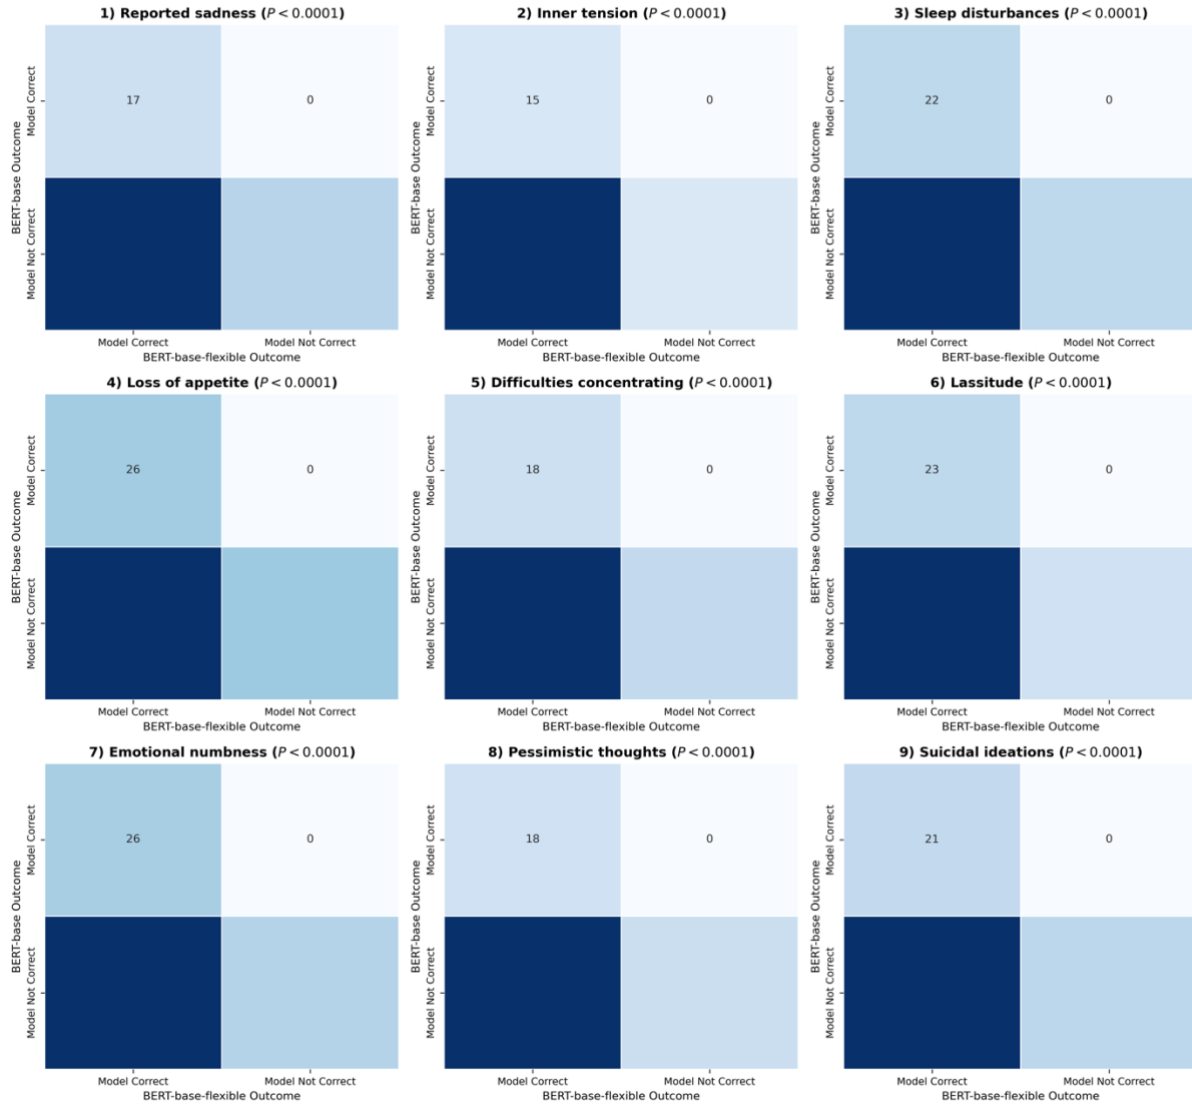 1) Reported sadness (P < 0.0001)
2) Inner tension (P < 0.0001)
3) Sleep disturbances (P < 0.0001)
BERT-base Outcome
Model Correct
Model Not Correct
17
0
Model Correct
Model Not Correct
BERT-base-flexible Outcome
BERT-base Outcome
Model Correct
Model Not Correct
15
0
Model Correct
Model Not Correct
BERT-base-flexible Outcome
BERT-base Outcome
Model Correct
Model Not Correct
22
0
Model Correct
Model Not Correct
BERT-base-flexible Outcome
4) Loss of appetite (P < 0.0001)
5) Difficulties concentrating (P < 0.0001)
6) Lassitude (P < 0.0001)
BERT-base Outcome
Model Correct
Model Not Correct
26
0
Model Correct
Model Not Correct
BERT-base-flexible Outcome
BERT-base Outcome
Model Correct
Model Not Correct
18
0
Model Correct
Model Not Correct
BERT-base-flexible Outcome
BERT-base Outcome
Model Correct
Model Not Correct
23
0
Model Correct
Model Not Correct
BERT-base-flexible Outcome
7) Emotional numbness (P < 0.0001)
8) Pessimistic thoughts (P < 0.0001)
9) Suicidal ideations (P < 0.0001)
BERT-base Outcome
Model Correct
Model Not Correct
26
0
Model Correct
Model Not Correct
BERT-base-flexible Outcome
BERT-base Outcome
Model Correct
Model Not Correct
18
0
Model Correct
Model Not Correct
BERT-base-flexible Outcome
BERT-base Outcome
Model Correct
Model Not Correct
21
0
Model Correct
Model Not Correct
BERT-base-flexible Outcome